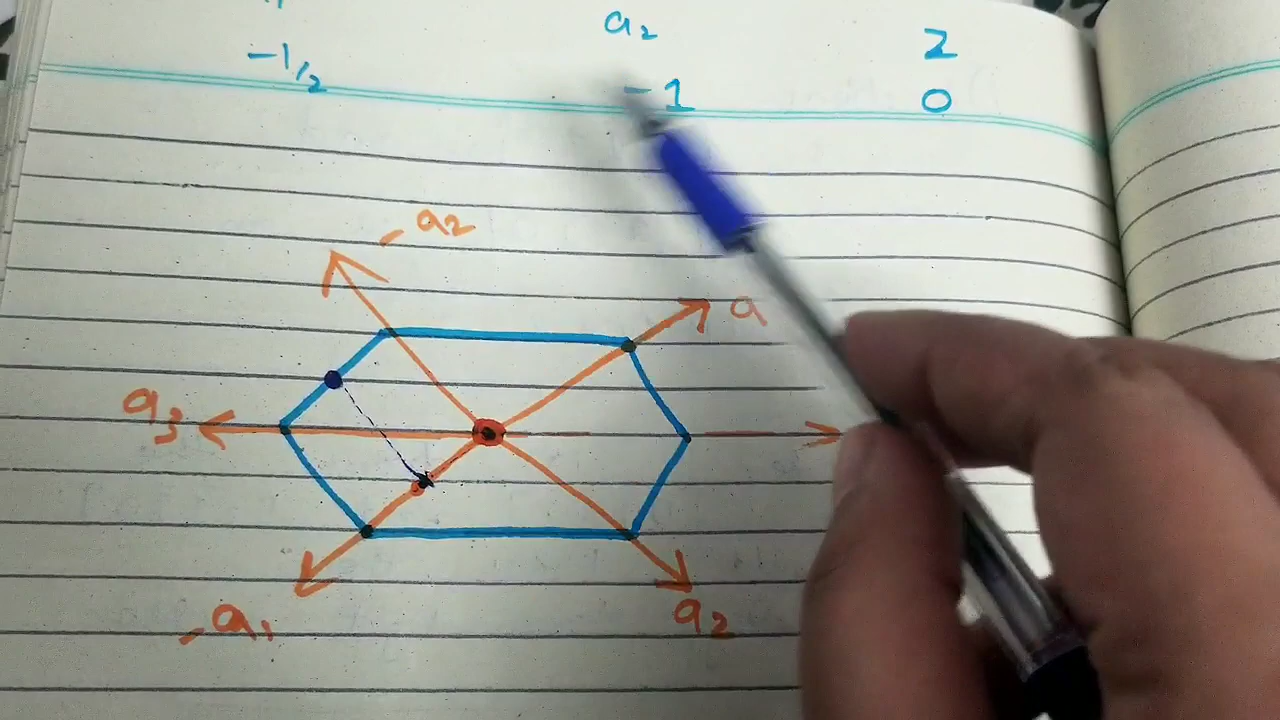 a₂ 2
-1/2 -1 0
-a₂
a
a₃
-a₁
a₂